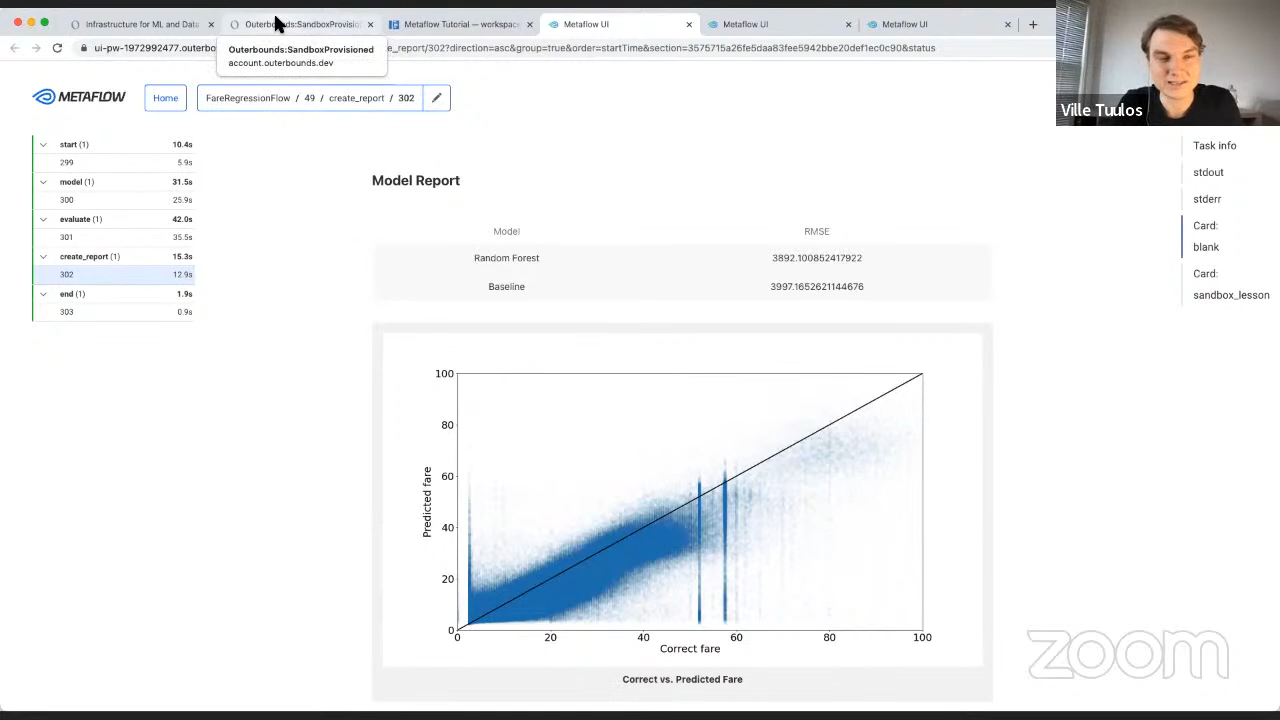 Infrastructure for ML and Data
Outerbounds:SandboxProvisio
Metaflow Tutorial — workspac
Metaflow UI
Metaflow UI
Metaflow UI
ui-pw-1972992477.outerbo
e_report/302?direction=asc&group=true&order=startTime&section=3575715a26fe5daa83fee5942bbe20def1ec0c90&status
Outerbounds:SandboxProvisioned
account.outerbounds.dev
Ville Tuulos
METAFLOW
Home
FareRegressionFlow / 49 / create_report / 302
start (1) 10.4s
299 5.9s
model (1) 31.5s
300 25.9s
evaluate (1) 42.0s
301 35.5s
create_report (1) 15.3s
302 12.9s
end (1) 1.9s
303 0.9s
Model Report
Model RMSE
Random Forest 3892.100852417922
Baseline 3997.1652621144676
100
80
60
40
20
0
Predicted fare
0 20 40 60 80 100
Correct fare
Correct vs. Predicted Fare
Task info
stdout
stderr
Card:
blank
Card:
sandbox_lesson
zoom